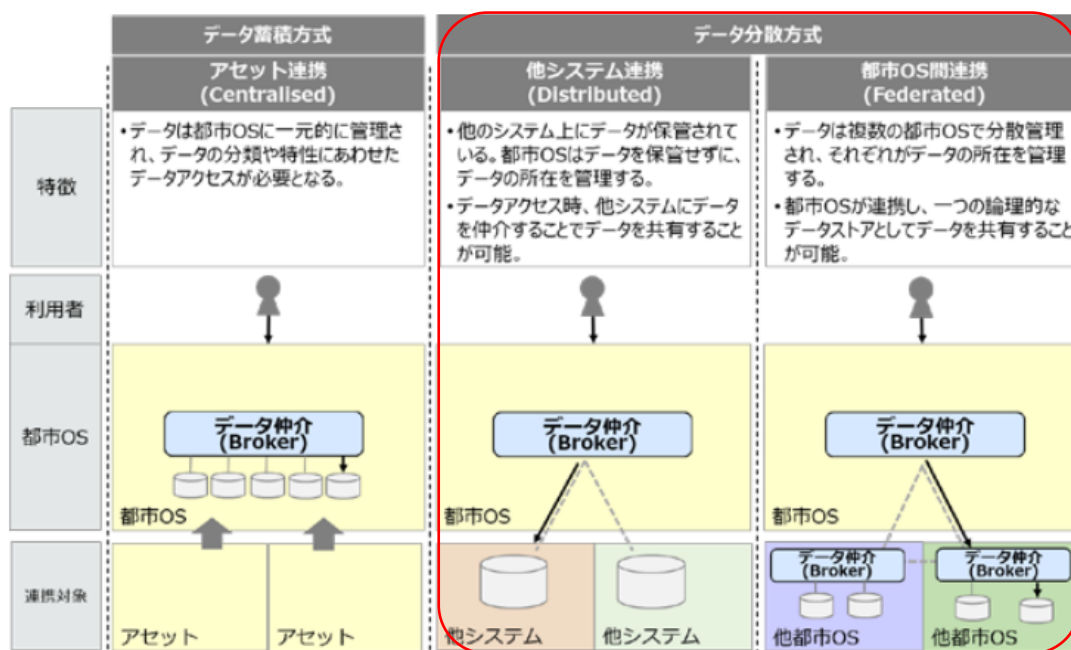 データ蓄積方式
データ分散方式
アセット連携
(Centralised)
他システム連携
(Distributed)
都市OS間連携
(Federated)
特徴
・データは都市OSに一元的に管理さ
れ、データの分類や特性にあわせた
データアクセスが必要となる。
・他のシステム上にデータが保管されて
いる。都市OSはデータを保管せずに、
データの所在を管理する。
・データアクセス時、他システムにデータ
を仲介することでデータを共有すること
が可能。
・データは複数の都市OSで分散管理
され、それぞれがデータの所在を管理
する。
・都市OSが連携し、一つの論理的な
データストアとしてデータを共有すること
が可能。
利用者
都市OS
データ仲介
(Broker)
都市OS
データ仲介
(Broker)
都市OS
データ仲介
(Broker)
都市OS
連携対象
アセット
アセット
他システム
他システム
データ仲介
(Broker)
他都市OS
データ仲介
(Broker)
他都市OS